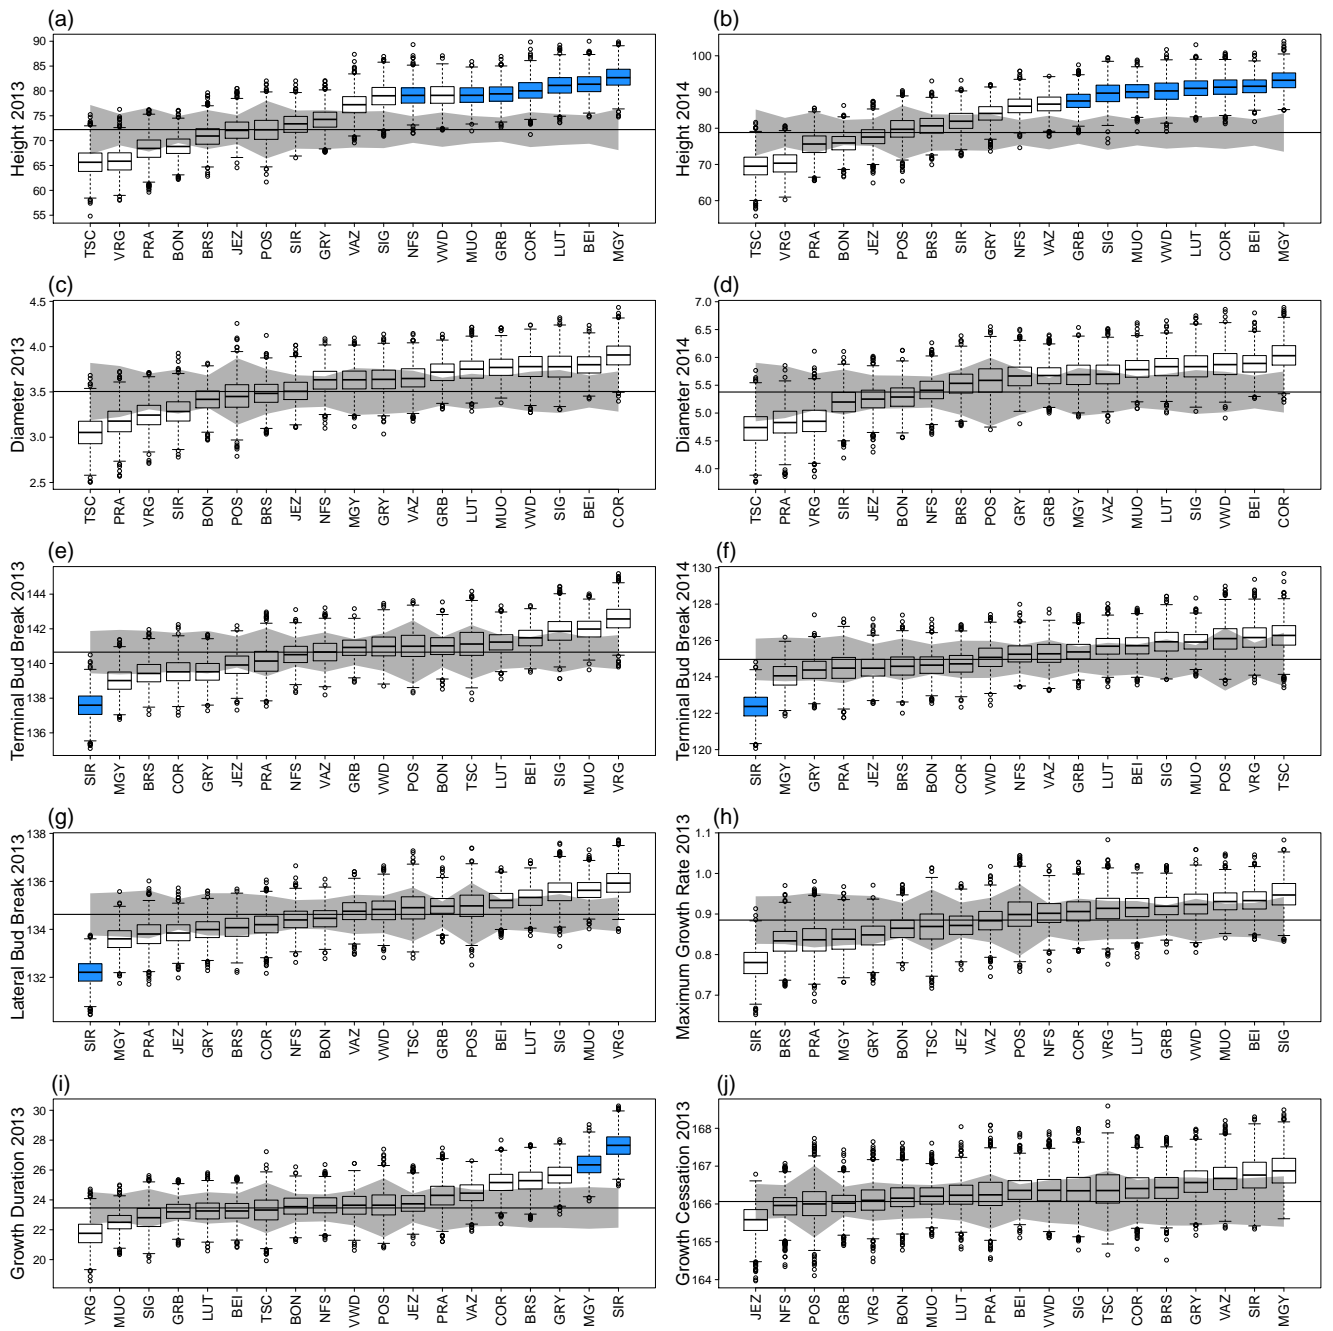 (a)
Height 2013
90
85
80
75
70
65
60
55
TSC VRG PRA BON BRS JEZ POS SIR GRY VAZ SIG NFS VWD MUO GRB COR LUT BEI MGY
(b)
Height 2014
100
90
80
70
60
TSC VRG PRA BON JEZ POS BRS SIR GRY NFS VAZ GRB SIG MUO VWD LUT COR BEI MGY
(c)
Diameter 2013
4.5
4.0
3.5
3.0
2.5
TSC PRA VRG SIR BON POS BRS JEZ NFS MGY GRY VAZ GRB LUT MUO VWD SIG BEI COR
(d)
Diameter 2014
7.0
6.5
6.0
5.5
5.0
4.5
4.0
TSC PRA VRG SIR JEZ BON NFS BRS POS GRY GRB MGY VAZ MUO LUT SIG VWD BEI COR
(e)
Terminal Bud Break 2013
144
142
140
138
136
SIR MGY BRS COR GRY JEZ PRA NFS VAZ GRB VWD POS BON TSC LUT BEI SIG MUO VRG
(f)
Terminal Bud Break 2014
130
128
126
124
122
120
SIR MGY GRY PRA JEZ BRS BON COR VWD NFS VAZ GRB LUT BEI SIG MUO POS VRG TSC
(g)
Lateral Bud Break 2013
138
136
134
132
SIR MGY PRA JEZ GRY BRS COR NFS BON VAZ VWD TSC GRB POS BEI LUT SIG MUO VRG
(h)
Maximum Growth Rate 2013
1.1
1.0
0.9
0.8
0.7
SIR BRS PRA MGY GRY BON TSC JEZ VAZ POS NFS COR VRG LUT GRB VWD MUO BEI SIG
(i)
Growth Duration 2013
30
28
26
24
22
20
VRG MUO SIG GRB LUT BEI TSC BON NFS VWD POS JEZ PRA VAZ COR BRS GRY MGY SIR
(j)
Growth Cessation 2013
168
167
166
165
164
JEZ NFS POS GRB VRG BON MUO LUT PRA BEI VWD SIG TSC COR BRS GRY VAZ SIR MGY